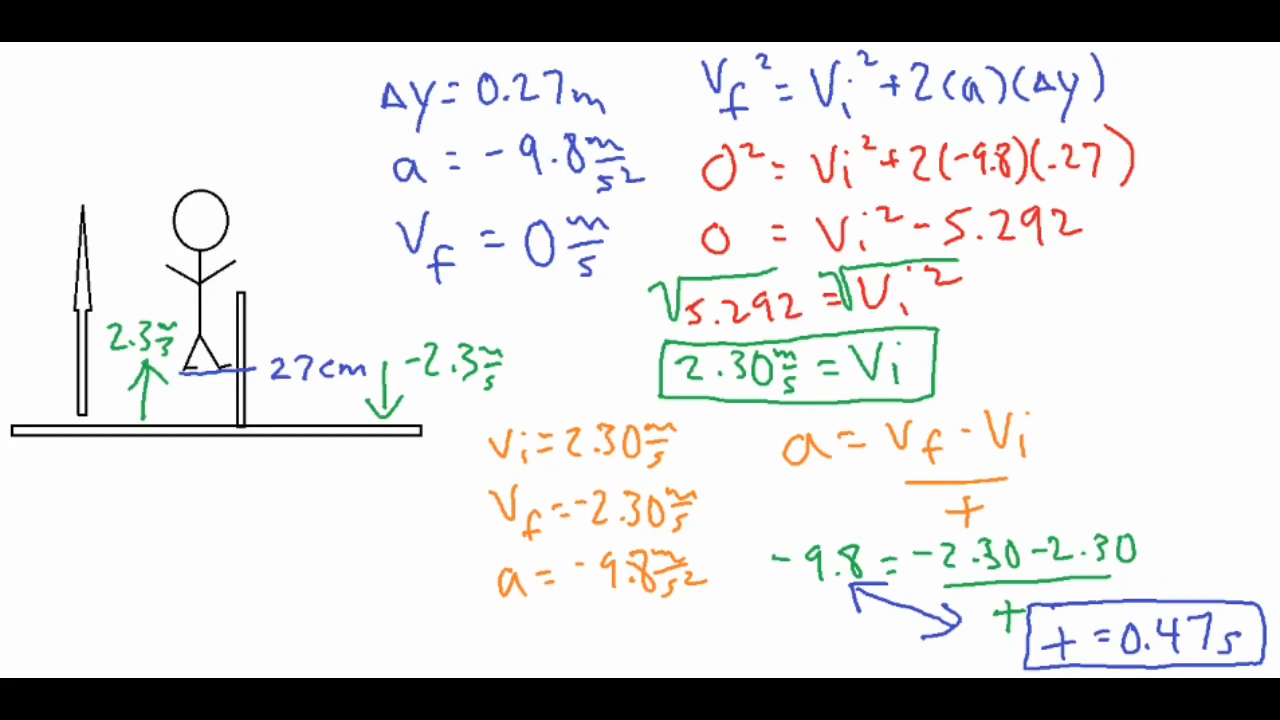 Δy = 0.27m
a = -9.8 m/s²
Vf = 0 m/s
Vf² = Vi² + 2(a)(Δy)
0² = Vi² + 2(-9.8)(.27)
0 = Vi² - 5.292
√5.292 = √Vi²
2.30 m/s = Vi
2.3 m/s
27cm
-2.3 m/s
Vi = 2.30 m/s
Vf = -2.30 m/s
a = -9.8 m/s²
a = Vf - Vi
t
-9.8 = -2.30 - 2.30
t
t = 0.47s